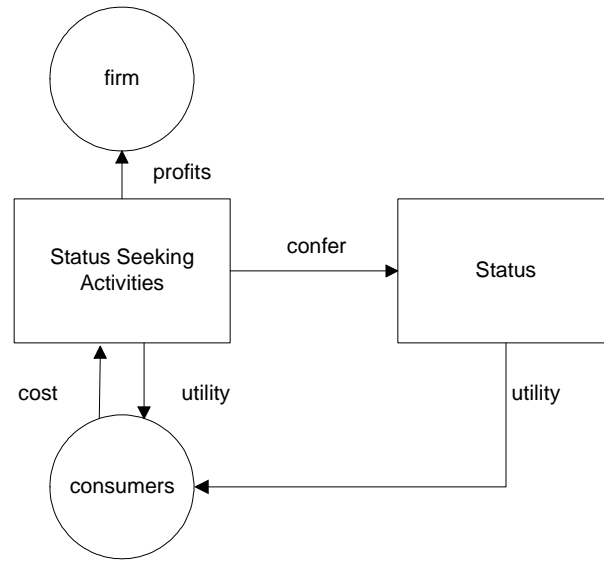 firm
profits
Status Seeking
Activities
confer
Status
cost
utility
utility
consumers